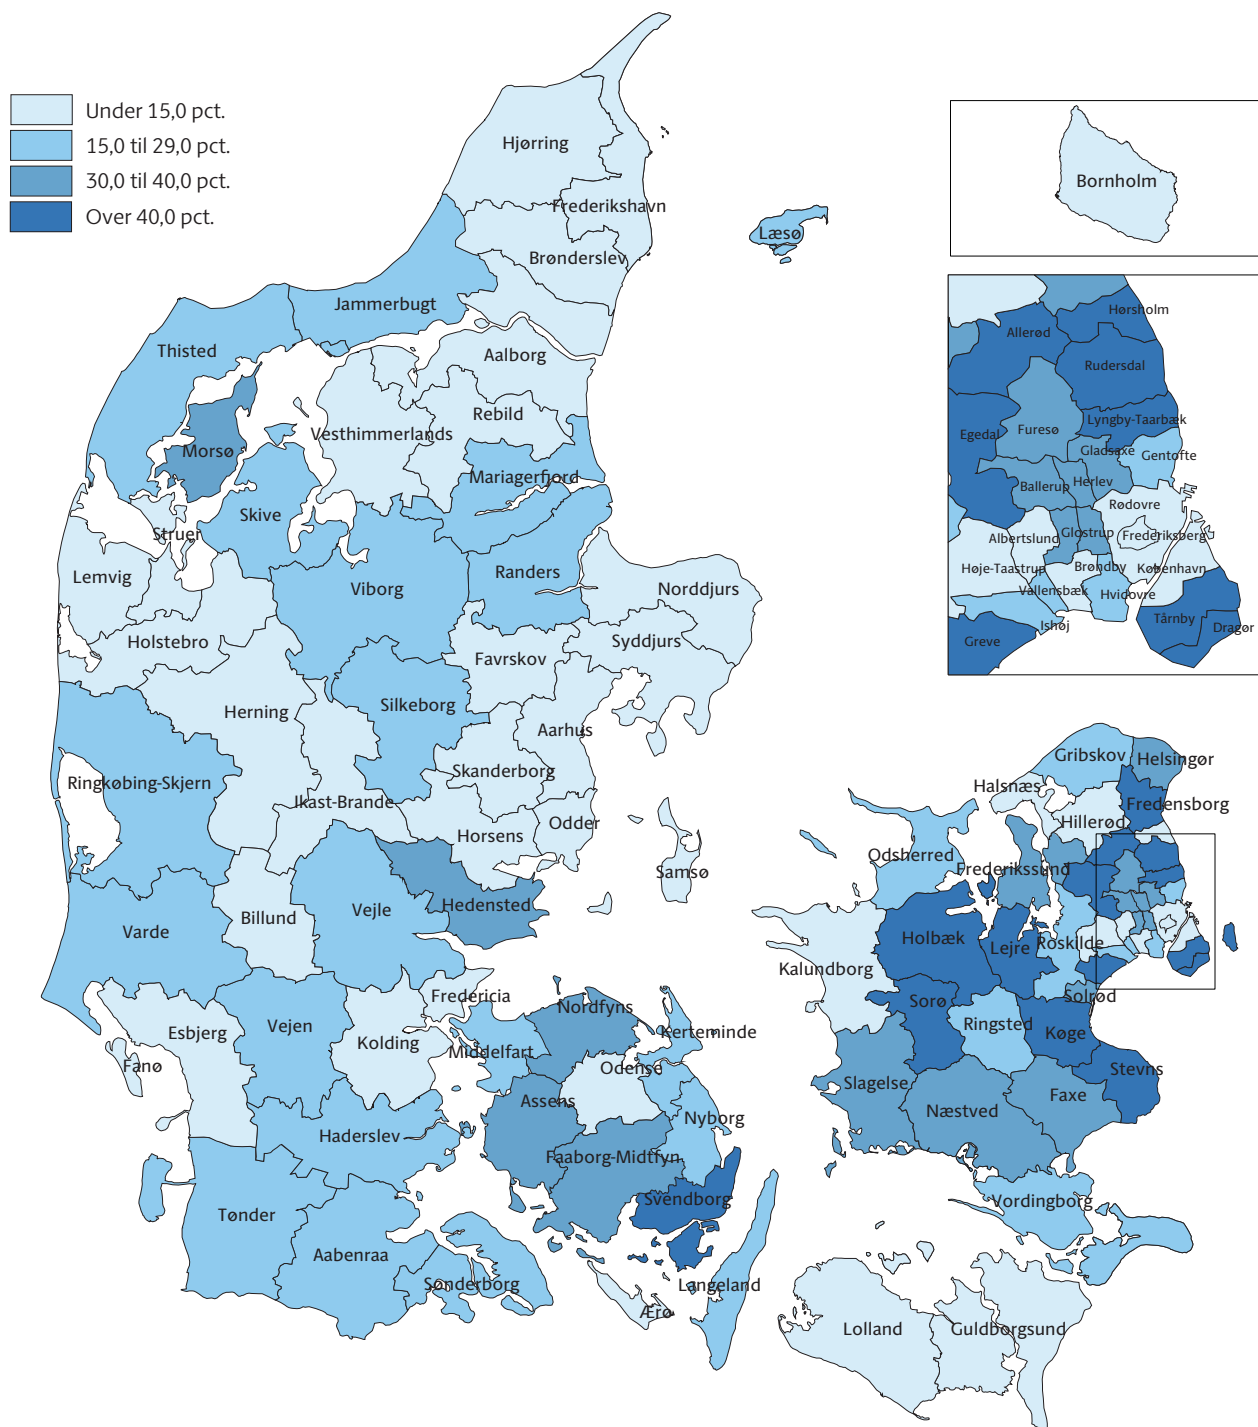 Under 15,0 pct.
15,0 til 29,0 pct.
30,0 til 40,0 pct.
Over 40,0 pct.
Hjørring
Frederikshavn
Læsø
Brønderslev
Jammerbugt
Thisted
Aalborg
Rebild
Vesthimmerlands
Morsø
Mariagerfjord
Skive
Struer
Lemvig
Randers
Viborg
Norddjurs
Holstebro
Syddjurs
Favrskov
Silkeborg
Herning
Aarhus
Skanderborg
Ringkøbing-Skjern
Ikast-Brande
Odder
Horsens
Samsø
Hedensted
Vejle
Billund
Varde
Fredericia
Nordfyns
Vejen
Esbjerg
Kerteminde
Kolding
Middelfart
Fanø
Odense
Assens
Nyborg
Haderslev
Faaborg-Midtfyn
Svendborg
Tønder
Aabenraa
Sønderborg
Langeland
Ærø
Bornholm
Hørsholm
Allerød
Rudersdal
Lyngby-Taarbæk
Furesø
Egedal
Gladsaxe
Gentofte
Herlev
Ballerup
Rødovre
Glostrup
Frederiksberg
Albertslund
Brøndby
København
Høje-Taastrup
Vallensbæk
Hvidovre
Tårnby
Ishøj
Dragør
Greve
Gribskov
Helsingør
Halsnæs
Fredensborg
Hillerød
Odsherred
Frederikssund
Holbæk
Roskilde
Lejre
Kalundborg
Solrød
Sorø
Ringsted
Køge
Stevns
Slagelse
Faxe
Næstved
Vordingborg
Lolland
Guldborgsund